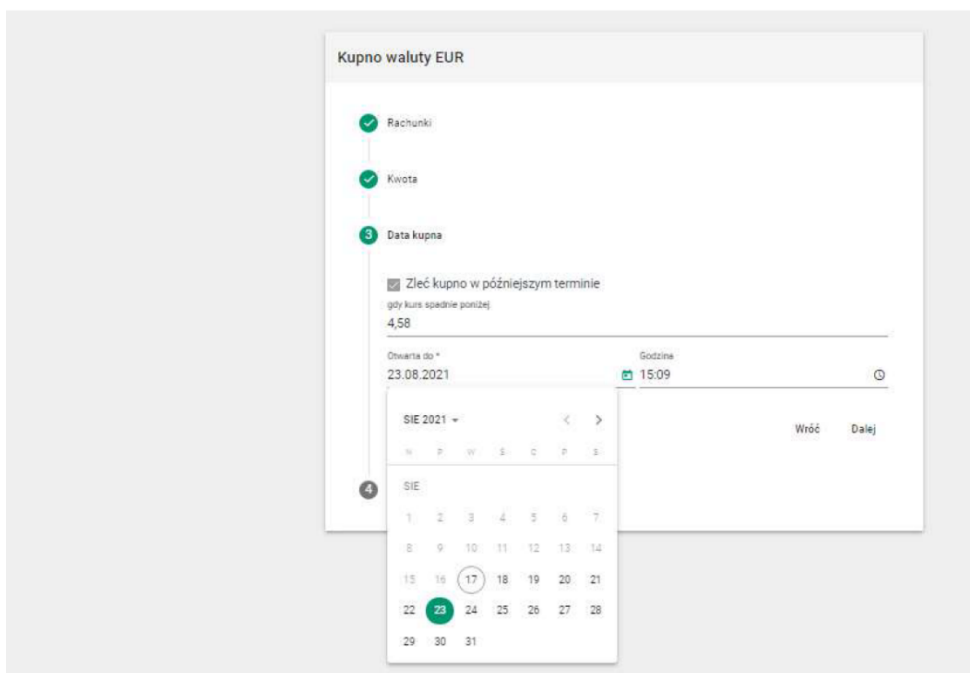 Kupno waluty EUR
Rachunki
Kwota
3 Data kupna
Zleć kupno w późniejszym terminie
gdy kurs spadnie poniżej
4,58
Otwarta do * Godzina
23.08.2021 15:09
SIE 2021
Wróć Dalej
N P W Ś C P S
4 SIE
1 2 3 4 5 6 7
8 9 10 11 12 13 14
15 16 17 18 19 20 21
22 23 24 25 26 27 28
29 30 31